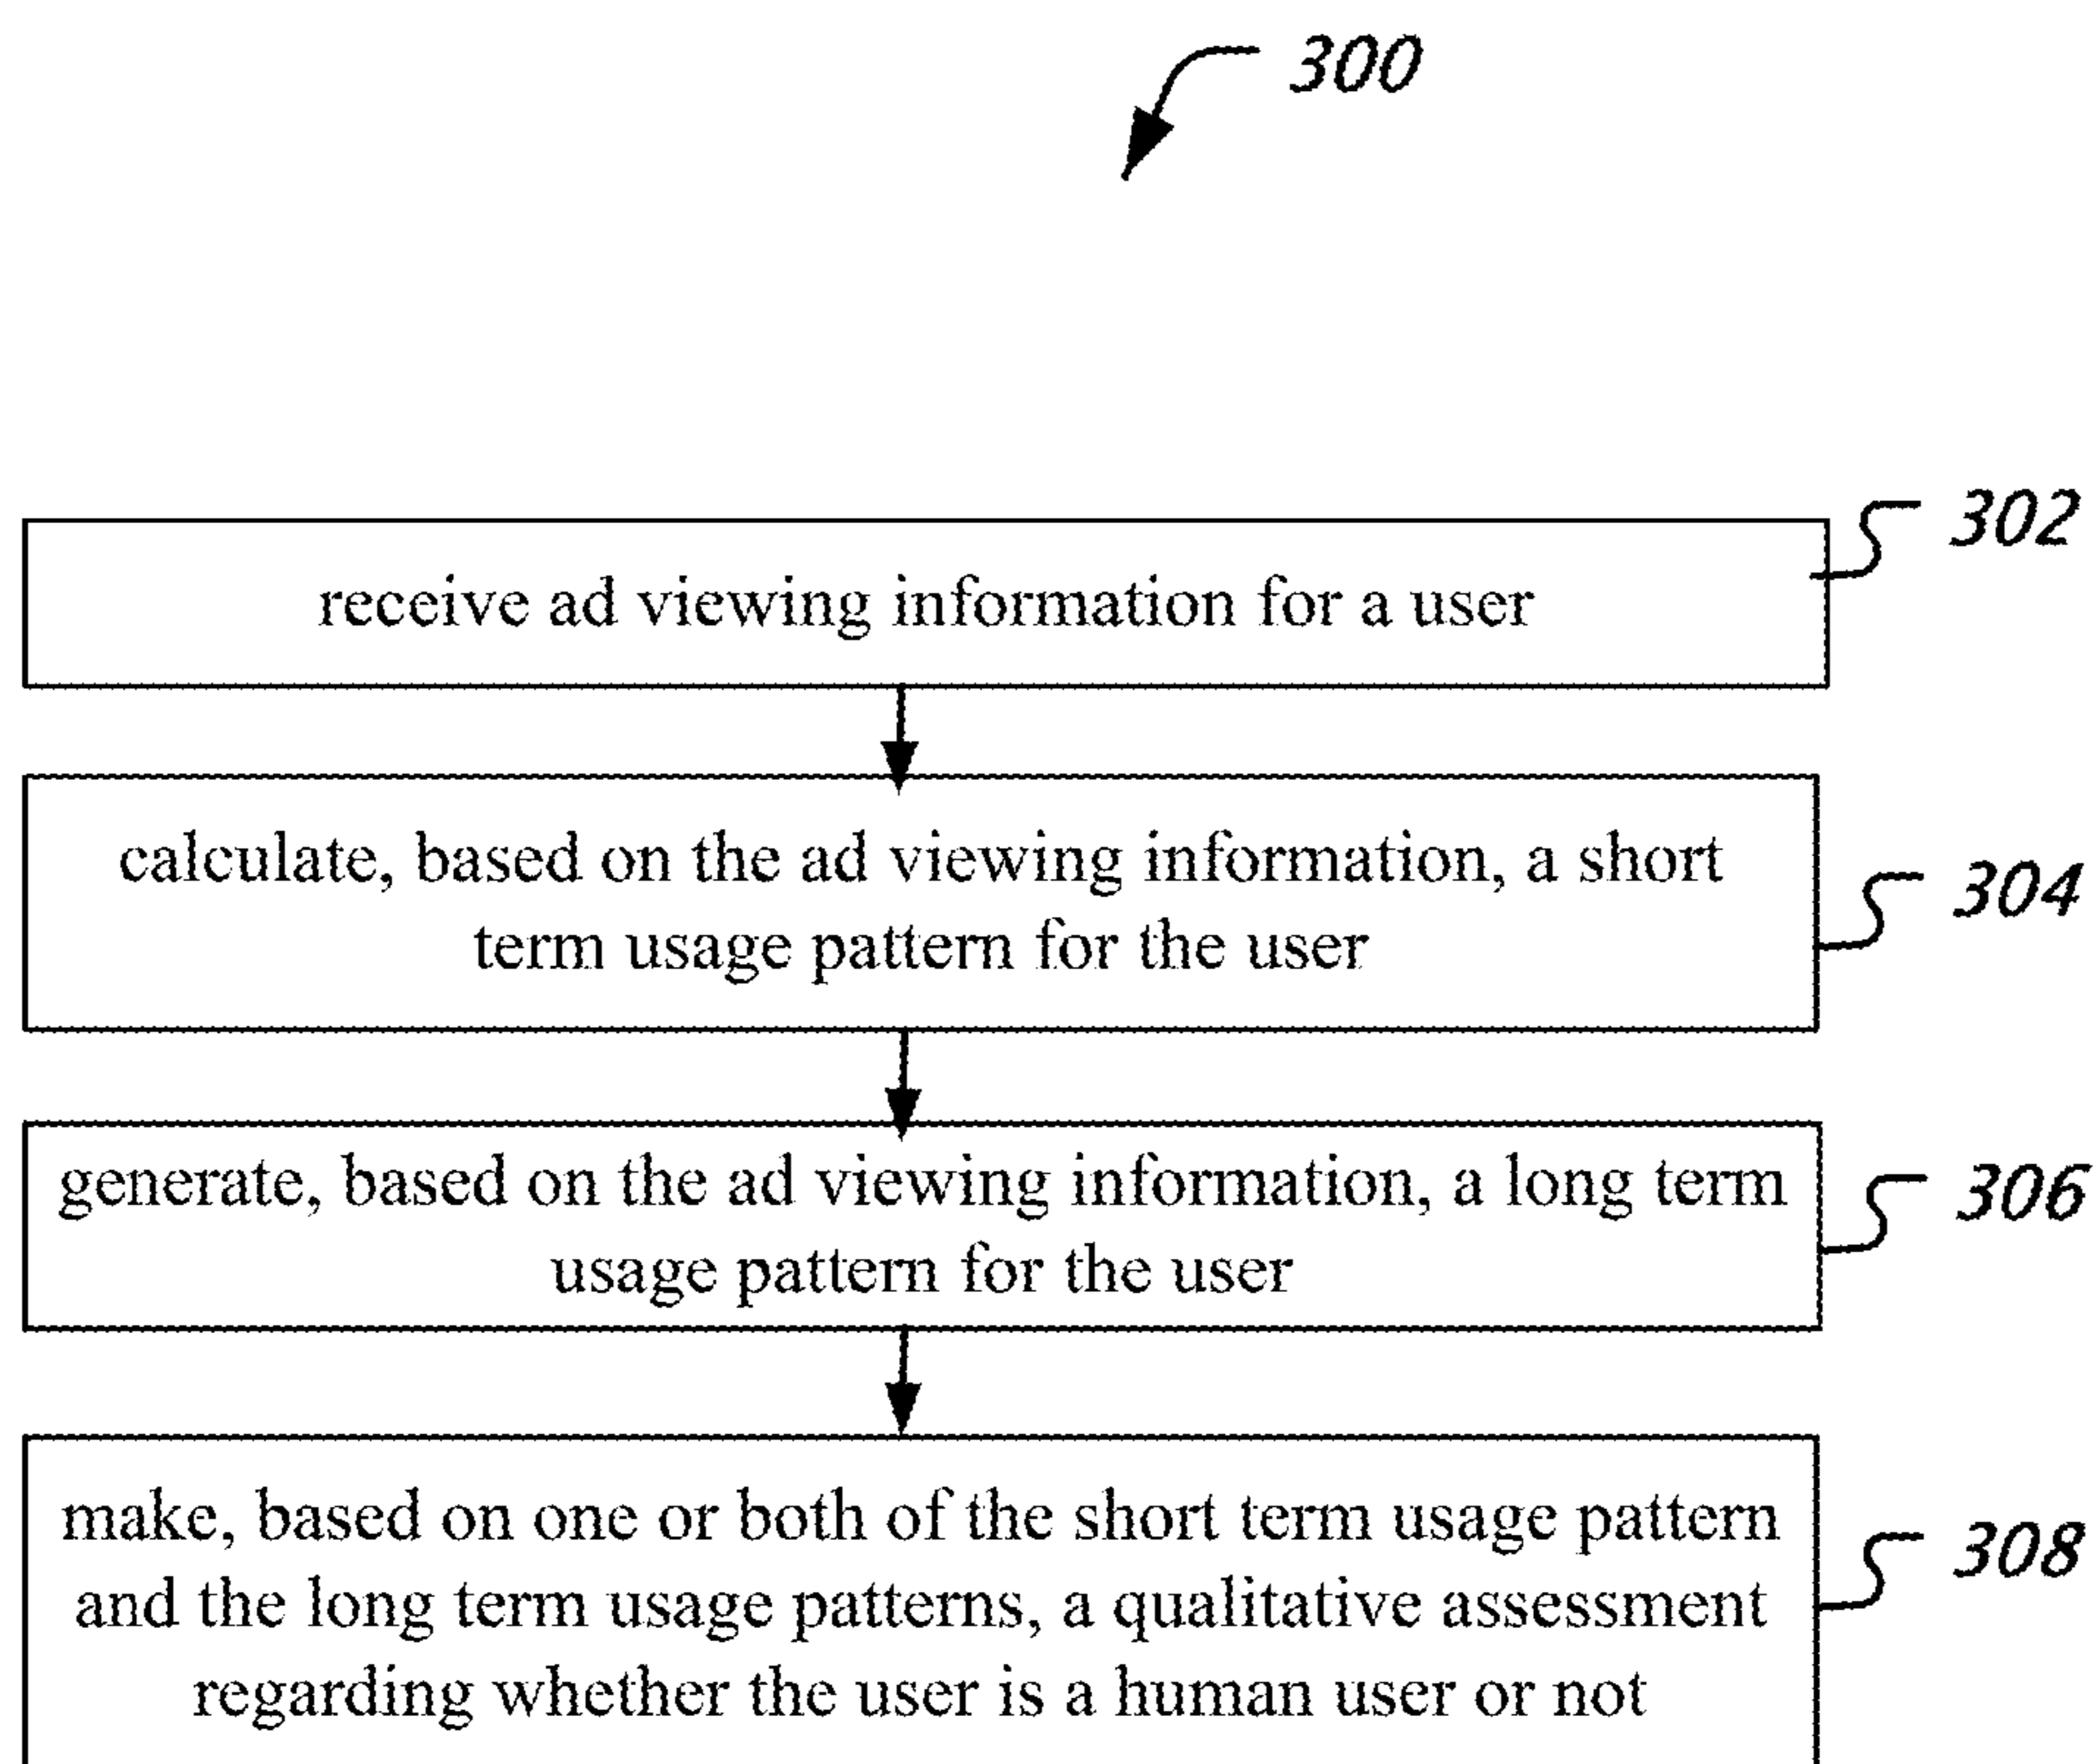 300
302
receive ad viewing information for a user
calculate, based on the ad viewing information, a short
term usage pattern for the user
304
generate, based on the ad viewing information, a long term
usage pattern for the user
306
make, based on one or both of the short term usage pattern
and the long term usage patterns, a qualitative assessment
regarding whether the user is a human user or not
308